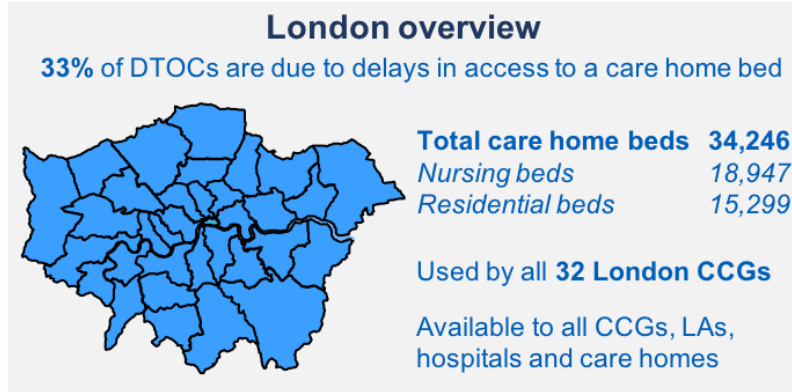 London overview
33% of DTOCs are due to delays in access to a care home bed
Total care home beds 34,246
Nursing beds 18,947
Residential beds 15,299
Used by all 32 London CCGs
Available to all CCGs, LAs,
hospitals and care homes